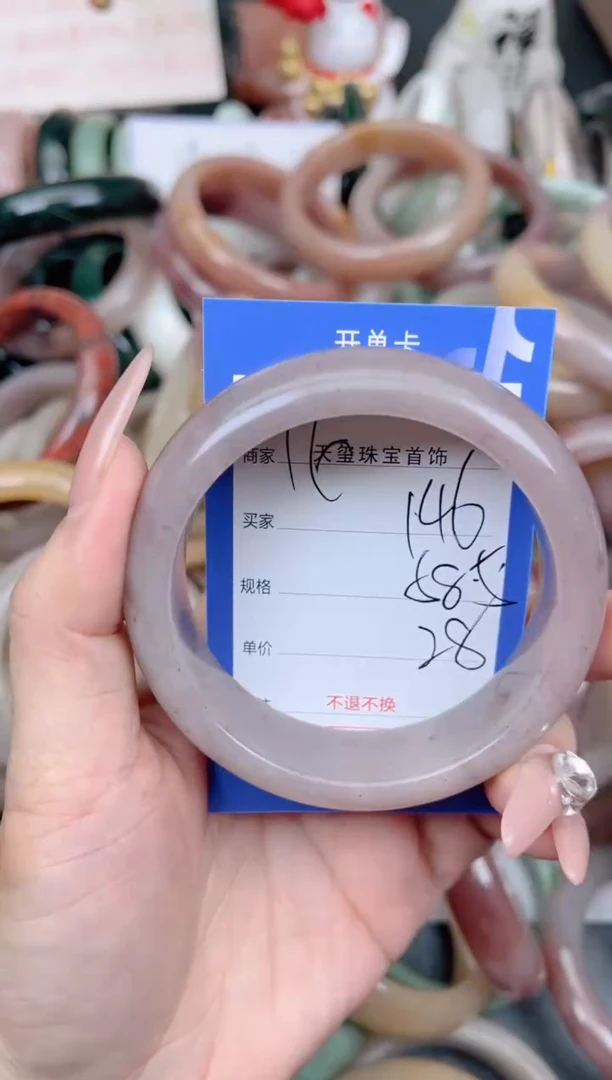 禅
开单卡
商家 天玺珠宝首饰
16
买家 146
规格 58.5
单价 28
不退不换